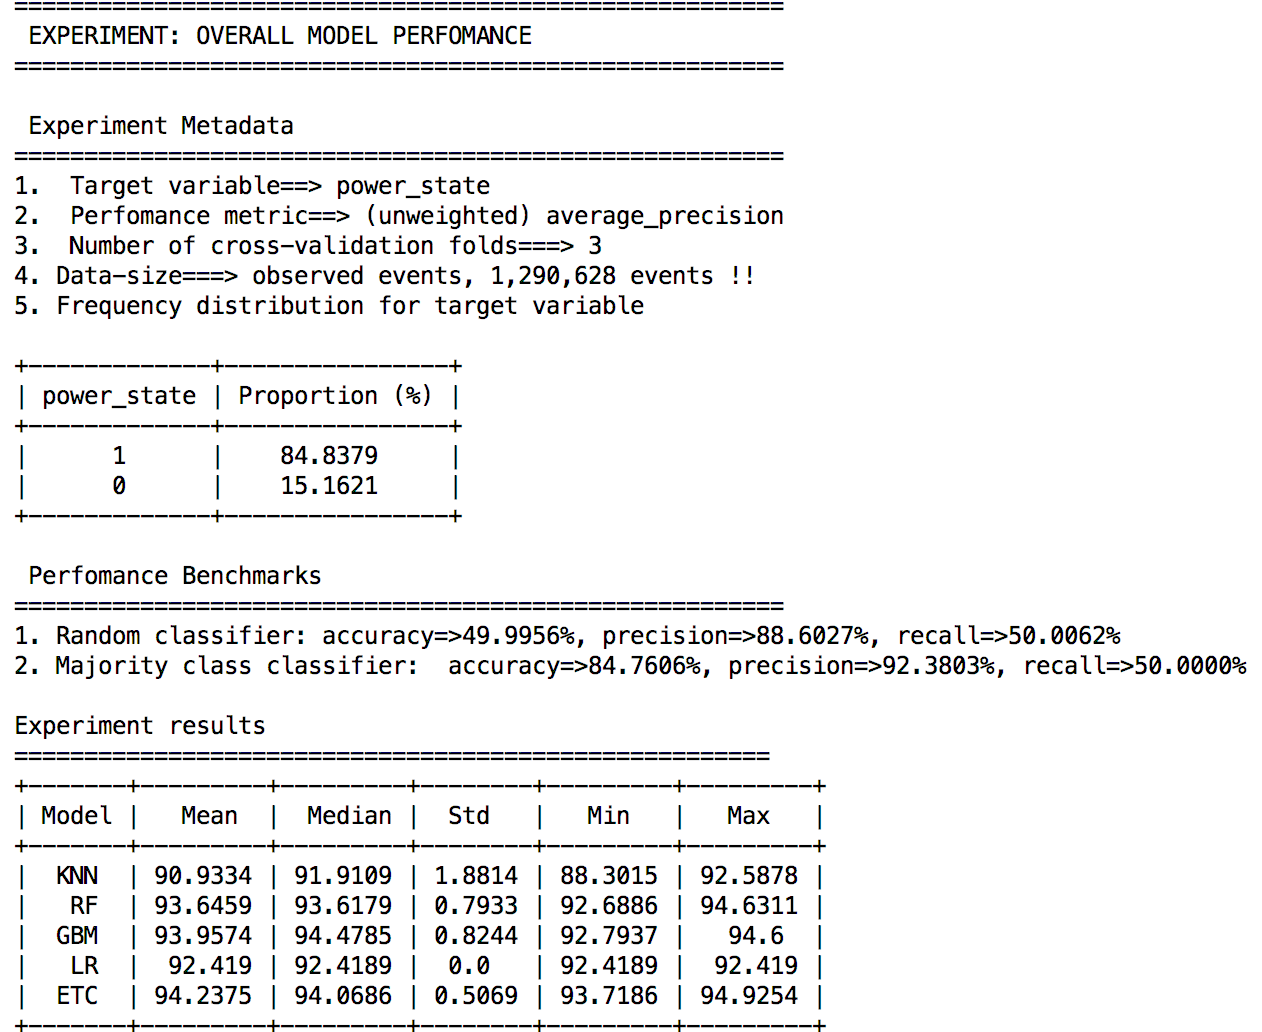 =======================================================
 EXPERIMENT: OVERALL MODEL PERFOMANCE
=======================================================
 Experiment Metadata
=======================================================
1.  Target variable==> power_state
2.  Perfomance metric==> (unweighted) average_precision
3.  Number of cross-validation folds===> 3
4. Data-size===> observed events, 1,290,628 events !!
5. Frequency distribution for target variable
+-------------+----------------+
| power_state | Proportion (%) |
+-------------+----------------+
|      1      |    84.8379     |
|      0      |    15.1621     |
+-------------+----------------+
 Perfomance Benchmarks
=======================================================
1. Random classifier: accuracy=>49.9956%, precision=>88.6027%, recall=>50.0062%
2. Majority class classifier:  accuracy=>84.7606%, precision=>92.3803%, recall=>50.0000%
Experiment results
======================================================
+-------+---------+---------+--------+---------+---------+
| Model |   Mean  |  Median |  Std   |   Min   |   Max   |
+-------+---------+---------+--------+---------+---------+
|  KNN  | 90.9334 | 91.9109 | 1.8814 | 88.3015 | 92.5878 |
|   RF  | 93.6459 | 93.6179 | 0.7933 | 92.6886 | 94.6311 |
|  GBM  | 93.9574 | 94.4785 | 0.8244 | 92.7937 |   94.6  |
|   LR  |  92.419 | 92.4189 |  0.0   | 92.4189 |  92.419 |
|  ETC  | 94.2375 | 94.0686 | 0.5069 | 93.7186 | 94.9254 |
+-------+---------+---------+--------+---------+---------+